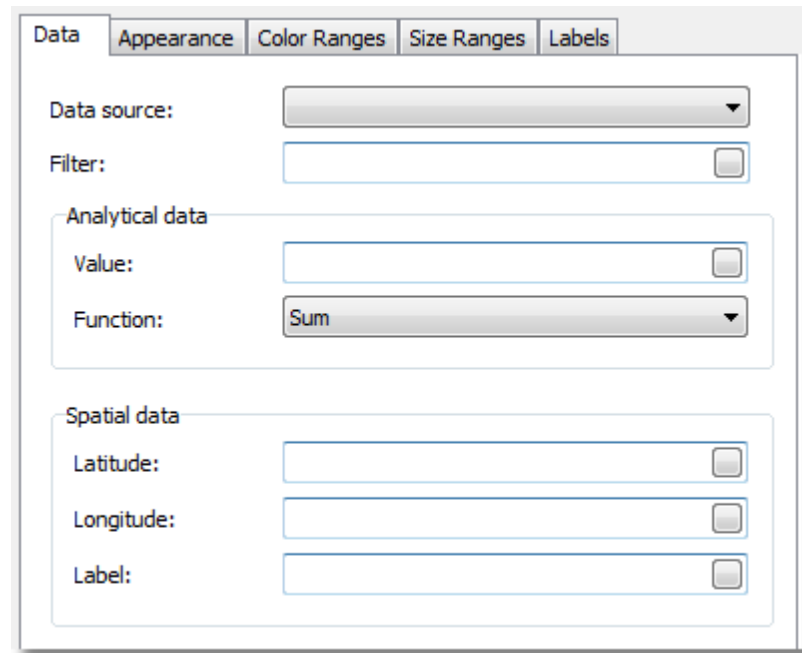 Data Appearance Color Ranges Size Ranges Labels
Data source:
Filter:
Analytical data
Value:
Function: Sum
Spatial data
Latitude:
Longitude:
Label: